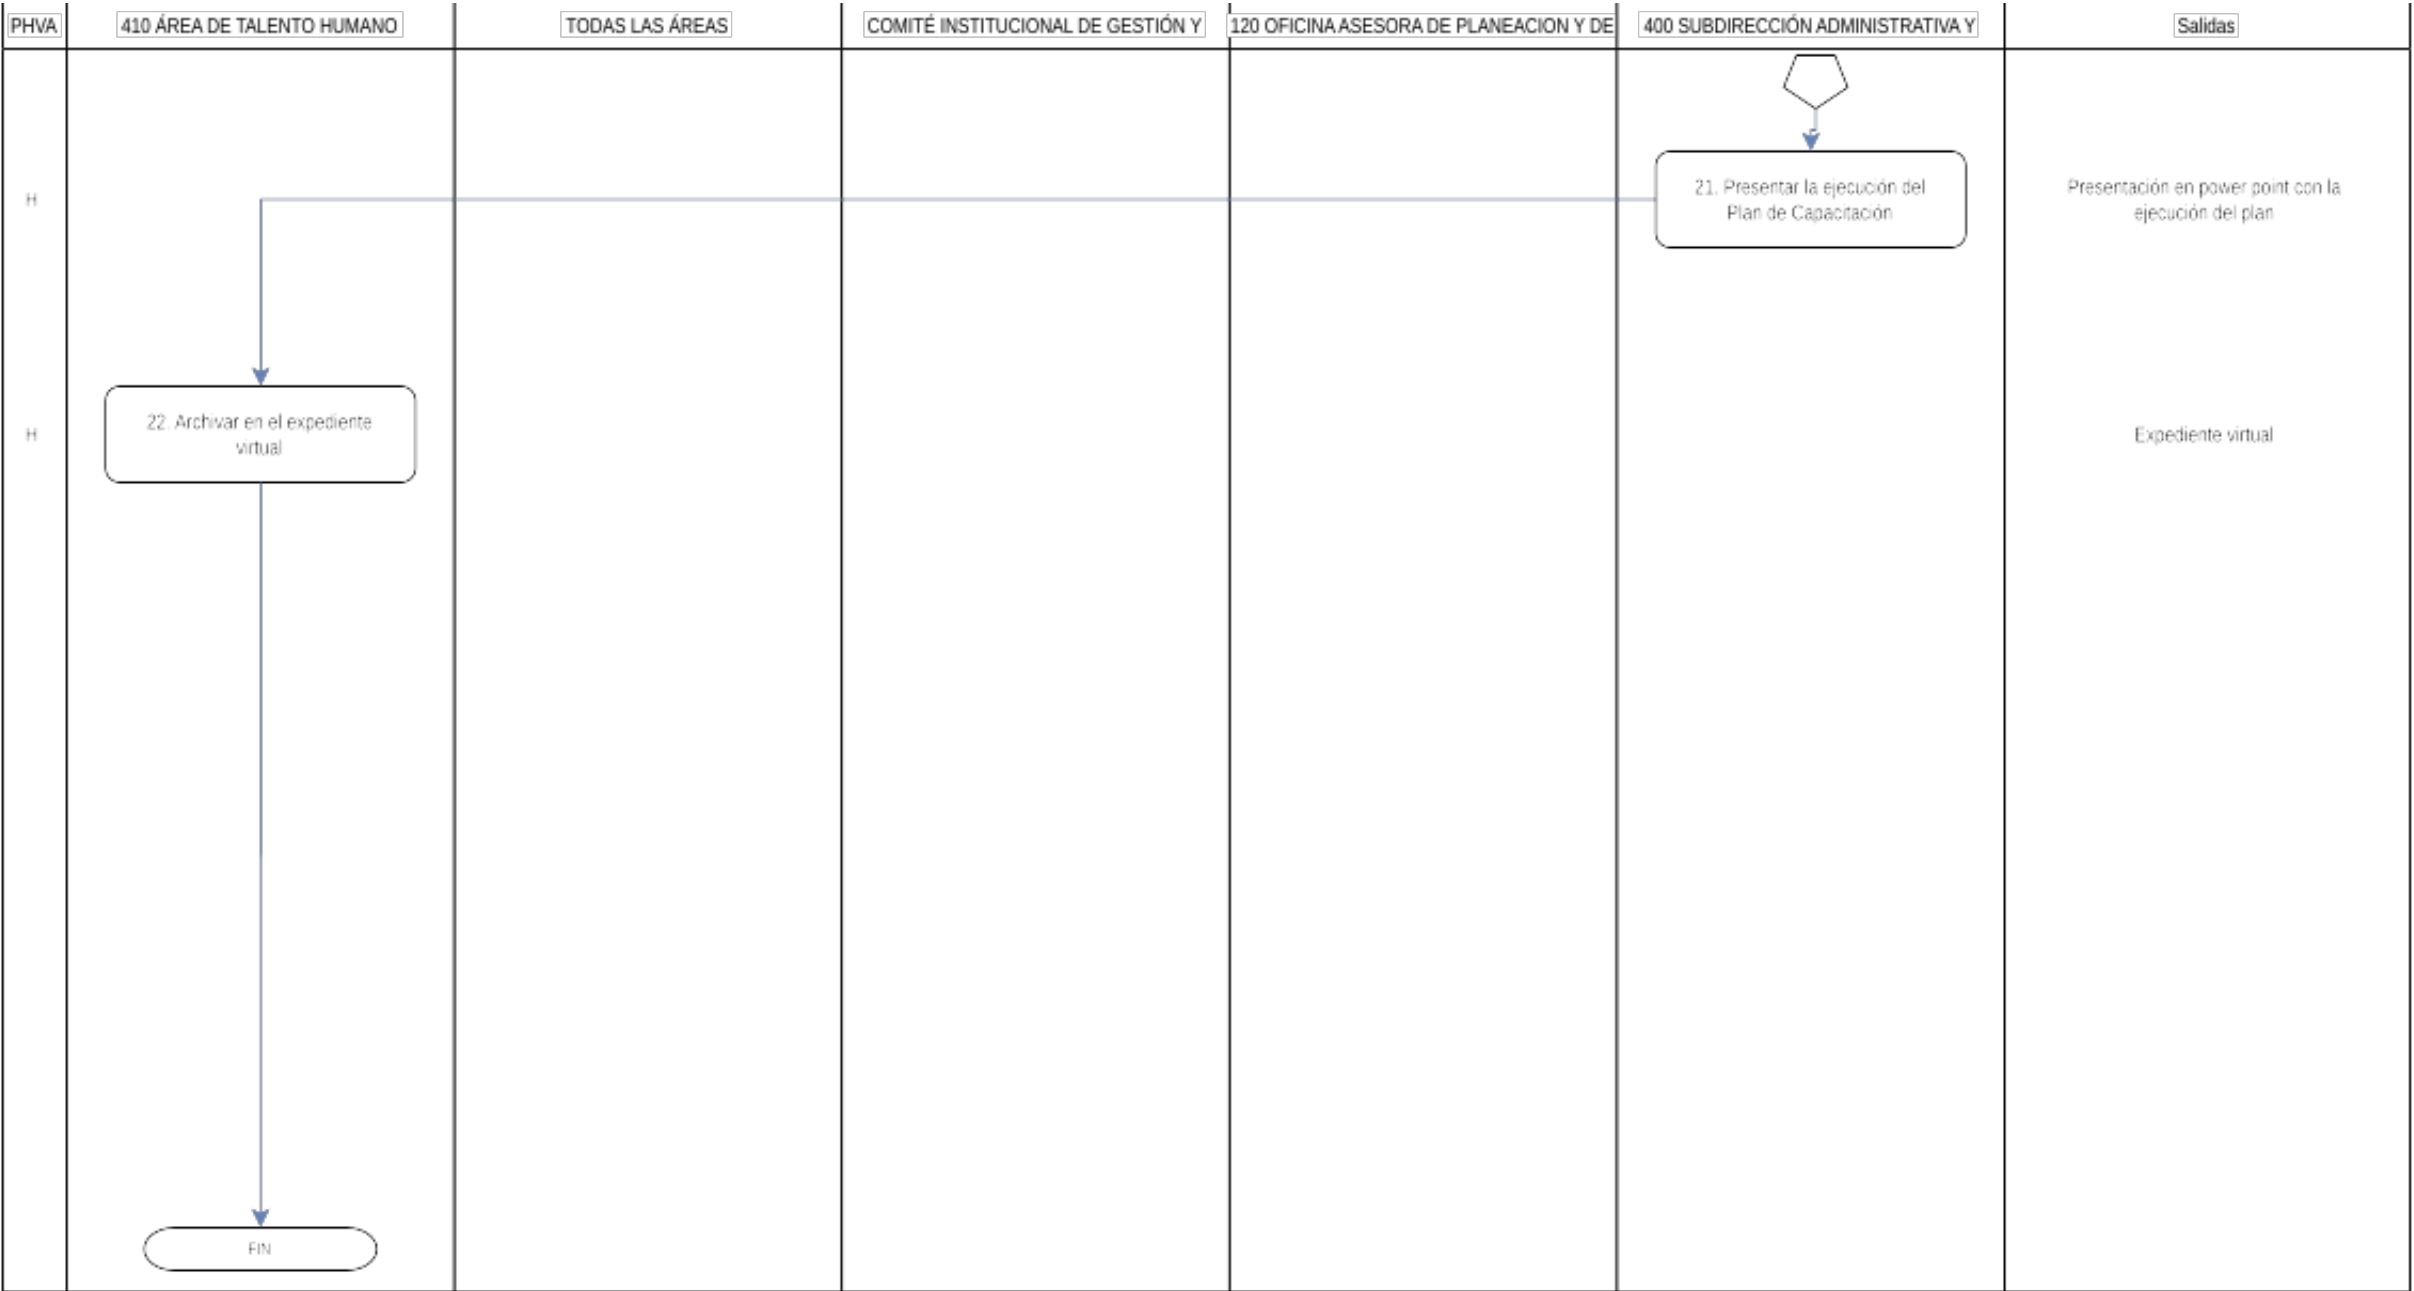 PHVA
410 ÁREA DE TALENTO HUMANO
TODAS LAS ÁREAS
COMITÉ INSTITUCIONAL DE GESTIÓN Y
120 OFICINA ASESORA DE PLANEACION Y DE
400 SUBDIRECCIÓN ADMINISTRATIVA Y
Salidas
H
21. Presentar la ejecución del
Plan de Capacitación
Presentación en power point con la
ejecución del plan
H
22. Archivar en el expediente
virtual
Expediente virtual
FIN